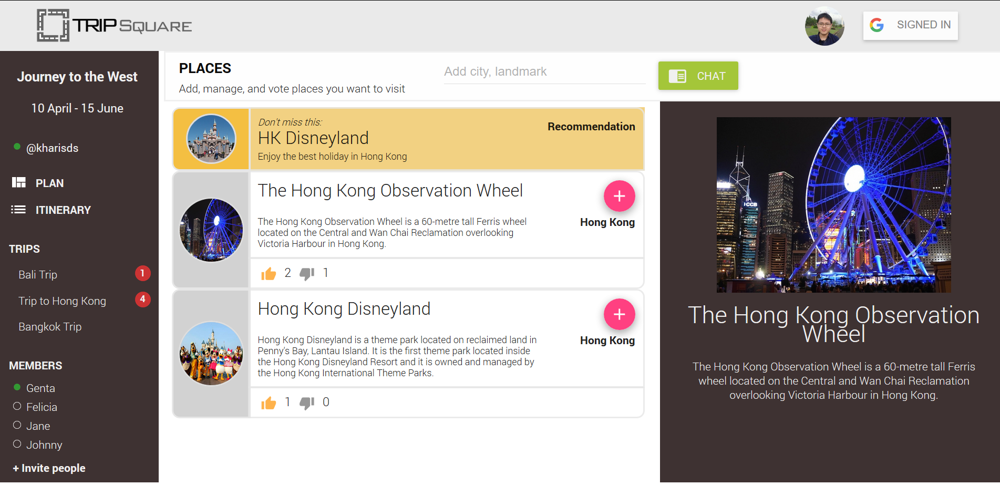 TRIP SQUARE
SIGNED IN
Journey to the West
10 April - 15 June
@kharisds
PLAN
ITINERARY
TRIPS
Bali Trip 1
Trip to Hong Kong 4
Bangkok Trip
MEMBERS
Genta
Felicia
Jane
Johnny
+ Invite people
PLACES
Add, manage, and vote places you want to visit
Add city, landmark
CHAT
Don't miss this:
HK Disneyland
Enjoy the best holiday in Hong Kong
Recommendation
The Hong Kong Observation Wheel
The Hong Kong Observation Wheel is a 60-metre tall Ferris wheel
located on the Central and Wan Chai Reclamation overlooking
Victoria Harbour in Hong Kong.
+
Hong Kong
2 1
Hong Kong Disneyland
Hong Kong Disneyland is a theme park located on reclaimed land in
Penny's Bay, Lantau Island. It is the first theme park located inside
the Hong Kong Disneyland Resort and it is owned and managed by
the Hong Kong International Theme Parks.
+
Hong Kong
1 0
CCB
The Hong Kong Observation
Wheel
The Hong Kong Observation Wheel is a 60-metre tall Ferris
wheel located on the Central and Wan Chai Reclamation
overlooking Victoria Harbour in Hong Kong.